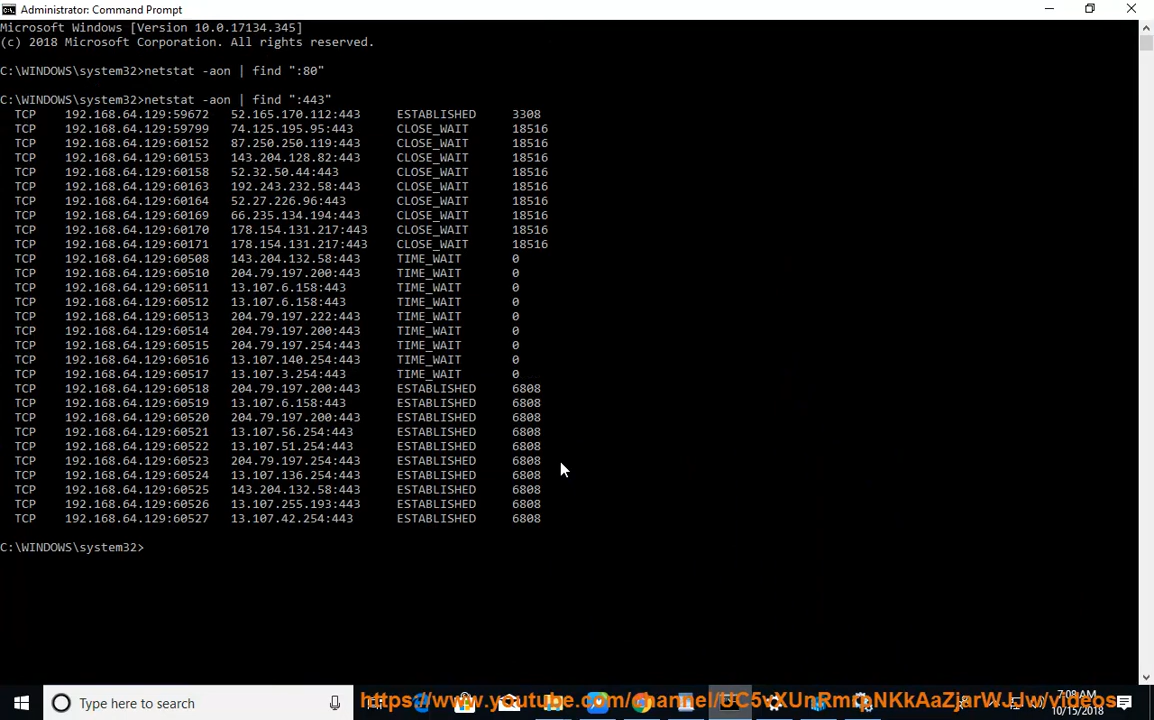 Administrator: Command Prompt
Microsoft Windows [Version 10.0.17134.345]
(c) 2018 Microsoft Corporation. All rights reserved.
C:\WINDOWS\system32>netstat -aon | find ":80"
C:\WINDOWS\system32>netstat -aon | find ":443"
TCP 192.168.64.129:59672 52.165.170.112:443 ESTABLISHED 3308
TCP 192.168.64.129:59799 74.125.195.95:443 CLOSE_WAIT 18516
TCP 192.168.64.129:60152 87.250.250.119:443 CLOSE_WAIT 18516
TCP 192.168.64.129:60153 143.204.128.82:443 CLOSE_WAIT 18516
TCP 192.168.64.129:60158 52.32.50.44:443 CLOSE_WAIT 18516
TCP 192.168.64.129:60163 192.243.232.58:443 CLOSE_WAIT 18516
TCP 192.168.64.129:60164 52.27.226.96:443 CLOSE_WAIT 18516
TCP 192.168.64.129:60169 66.235.134.194:443 CLOSE_WAIT 18516
TCP 192.168.64.129:60170 178.154.131.217:443 CLOSE_WAIT 18516
TCP 192.168.64.129:60171 178.154.131.217:443 CLOSE_WAIT 18516
TCP 192.168.64.129:60508 143.204.132.58:443 TIME_WAIT 0
TCP 192.168.64.129:60510 204.79.197.200:443 TIME_WAIT 0
TCP 192.168.64.129:60511 13.107.6.158:443 TIME_WAIT 0
TCP 192.168.64.129:60512 13.107.6.158:443 TIME_WAIT 0
TCP 192.168.64.129:60513 204.79.197.222:443 TIME_WAIT 0
TCP 192.168.64.129:60514 204.79.197.200:443 TIME_WAIT 0
TCP 192.168.64.129:60515 204.79.197.254:443 TIME_WAIT 0
TCP 192.168.64.129:60516 13.107.140.254:443 TIME_WAIT 0
TCP 192.168.64.129:60517 13.107.3.254:443 TIME_WAIT 0
TCP 192.168.64.129:60518 204.79.197.200:443 ESTABLISHED 6808
TCP 192.168.64.129:60519 13.107.6.158:443 ESTABLISHED 6808
TCP 192.168.64.129:60520 204.79.197.200:443 ESTABLISHED 6808
TCP 192.168.64.129:60521 13.107.56.254:443 ESTABLISHED 6808
TCP 192.168.64.129:60522 13.107.51.254:443 ESTABLISHED 6808
TCP 192.168.64.129:60523 204.79.197.254:443 ESTABLISHED 6808
TCP 192.168.64.129:60524 13.107.136.254:443 ESTABLISHED 6808
TCP 192.168.64.129:60525 143.204.132.58:443 ESTABLISHED 6808
TCP 192.168.64.129:60526 13.107.255.193:443 ESTABLISHED 6808
TCP 192.168.64.129:60527 13.107.42.254:443 ESTABLISHED 6808
C:\WINDOWS\system32>
Type here to search
7:08 AM
10/15/2018